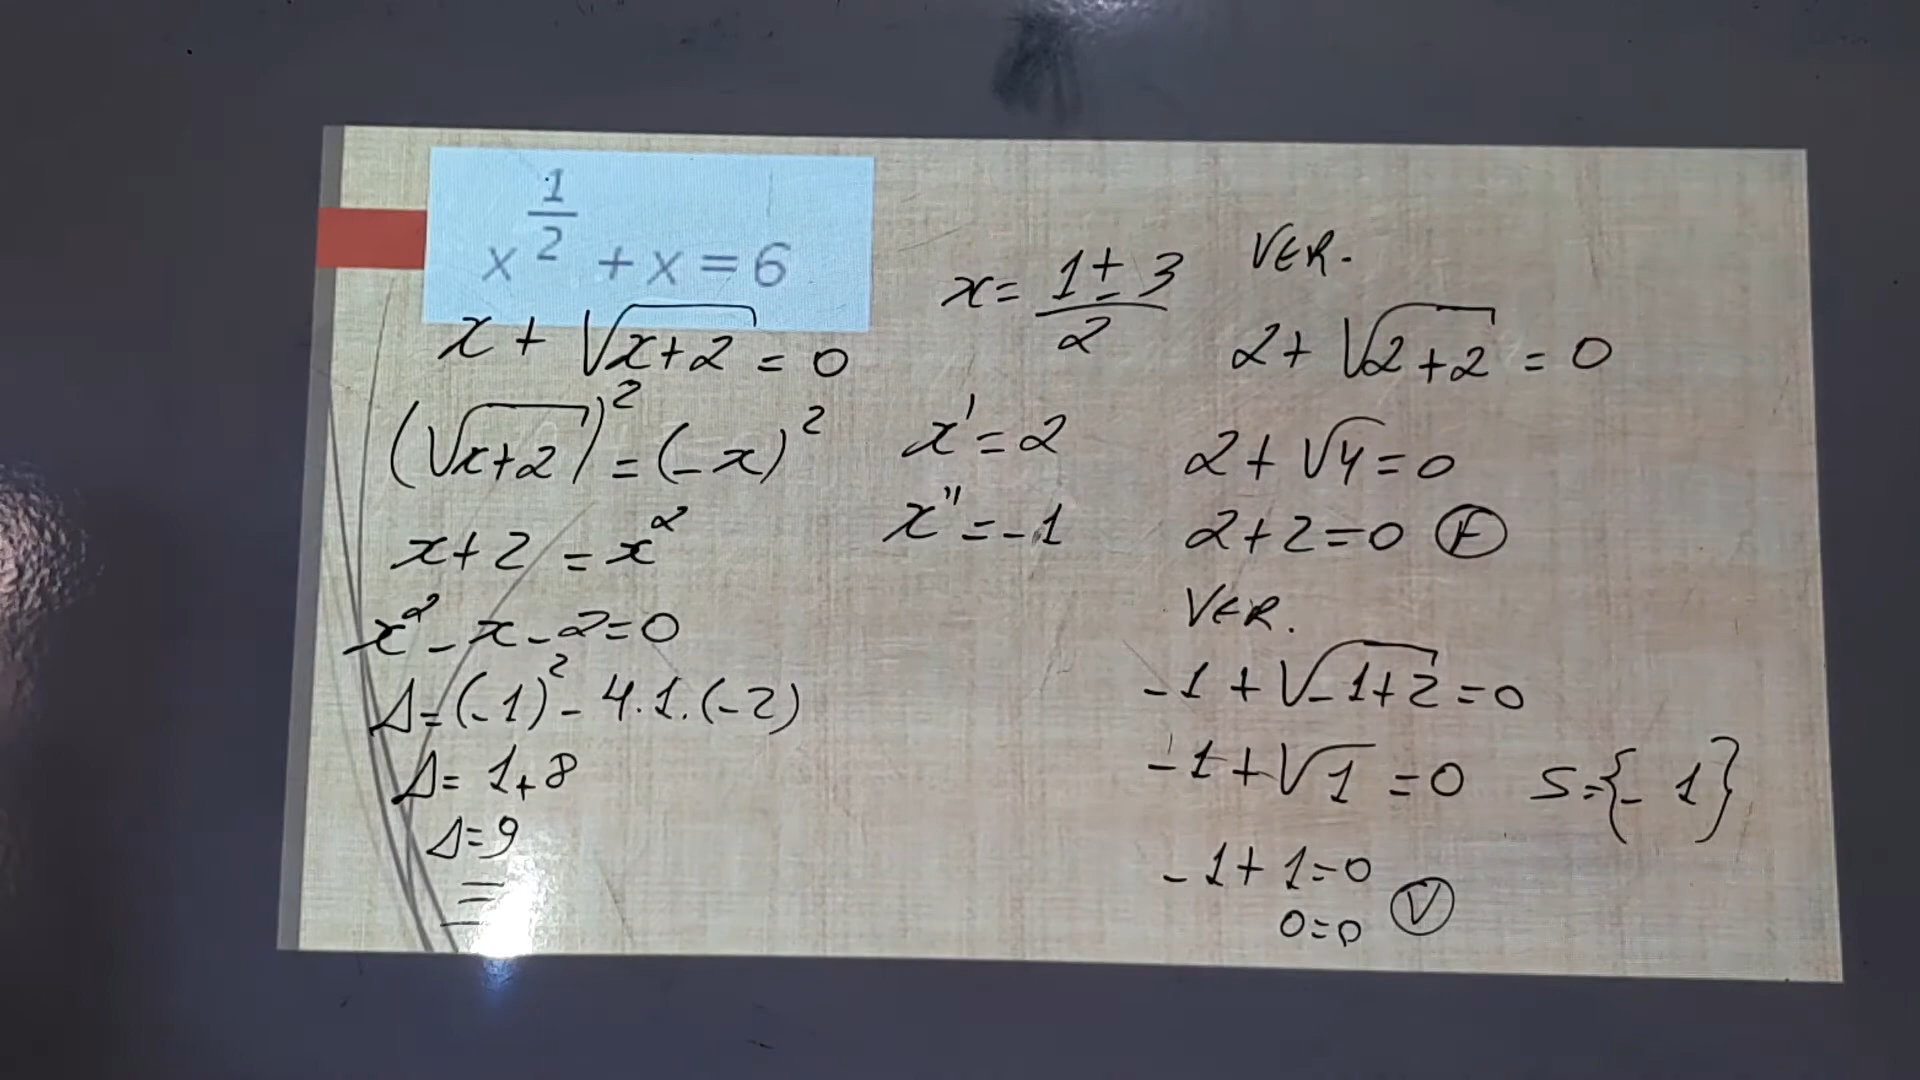 x^{1/2} + x = 6
x + √(x+2) = 0
(√(x+2))² = (-x)²
x + 2 = x²
x² - x - 2 = 0
Δ = (-1)² - 4.1.(-2)
Δ = 1+8
Δ = 9
x = (1 ± 3)/2
x' = 2
x'' = -1
VER.
2 + √(2+2) = 0
2 + √4 = 0
2 + 2 = 0 (F)
VER.
-1 + √(-1+2) = 0
-1 + √1 = 0
-1 + 1 = 0
0 = 0 (V)
S = {-1}